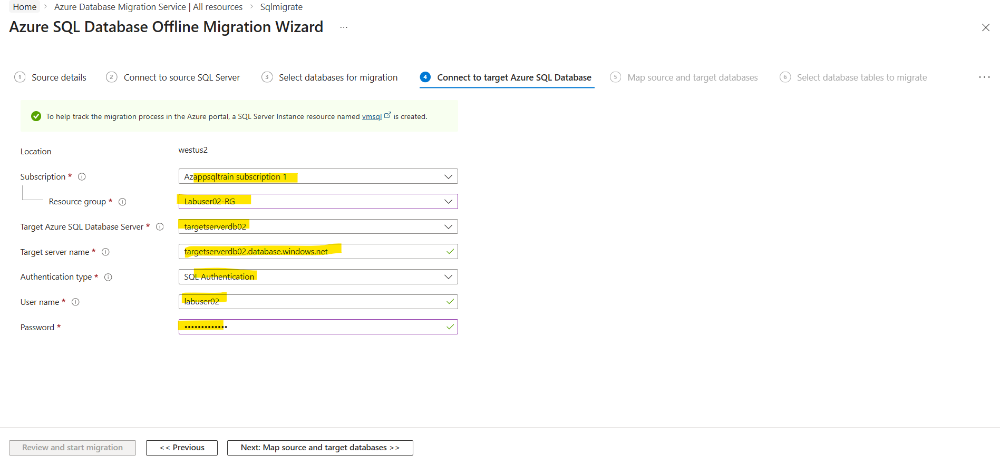 Home > Azure Database Migration Service | All resources > Sqlmigrate
Azure SQL Database Offline Migration Wizard ...
1 Source details 2 Connect to source SQL Server 3 Select databases for migration 4 Connect to target Azure SQL Database 5 Map source and target databases 6 Select database tables to migrate ...
To help track the migration process in the Azure portal, a SQL Server Instance resource named vmsql is created.
Location westus2
Subscription * Azappsqltrain subscription 1
Resource group * Labuser02-RG
Target Azure SQL Database Server * targetserverdb02
Target server name * targetserverdb02.database.windows.net
Authentication type * SQL Authentication
User name * labuser02
Password * •••••••••••••
Review and start migration << Previous Next: Map source and target databases >>